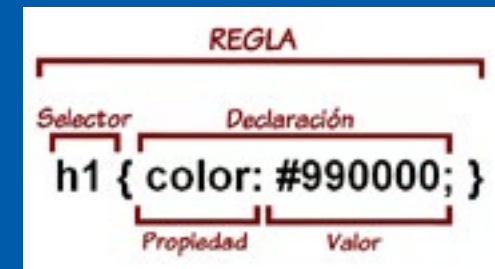 REGLA
Selector Declaración
h1 { color: #990000; }
Propiedad Valor